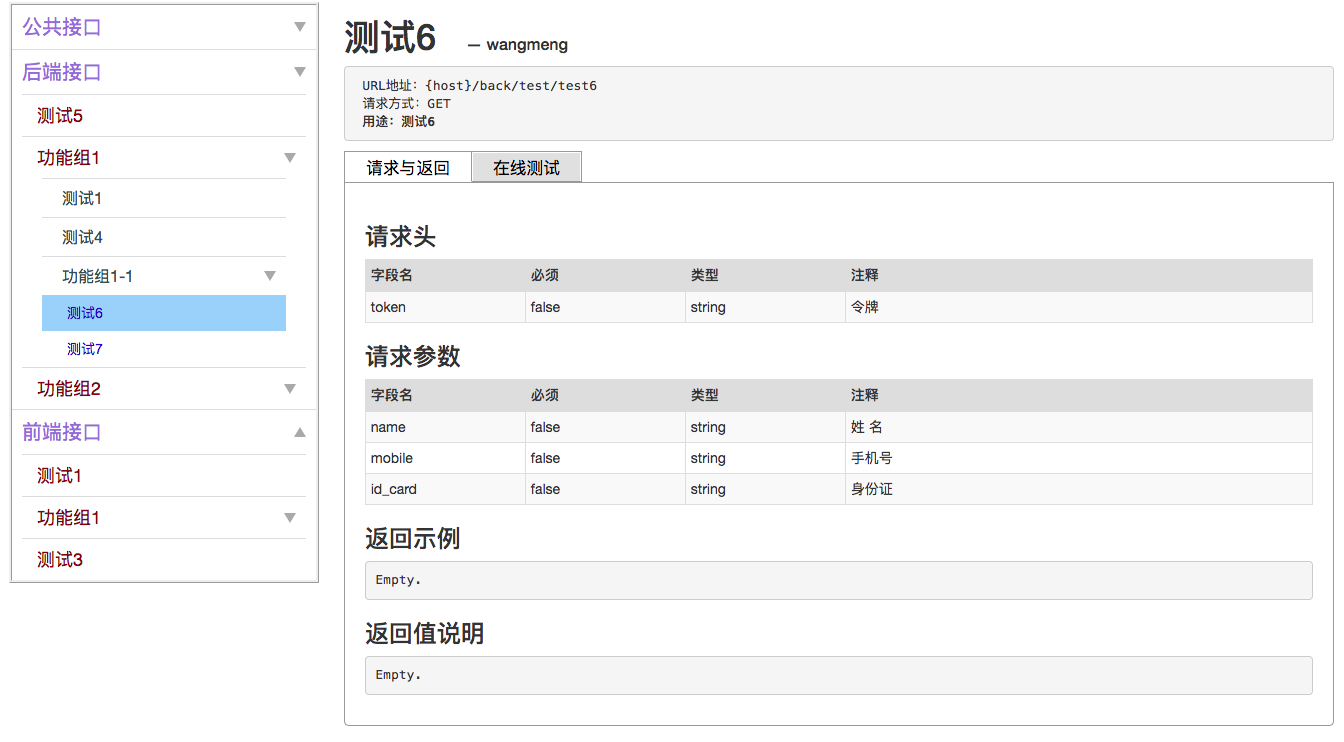 公共接口
后端接口
测试5
功能组1
测试1
测试4
功能组1-1
测试6
测试7
功能组2
前端接口
测试1
功能组1
测试3
测试6 — wangmeng
URL地址：{host}/back/test/test6
请求方式：GET
用途：测试6
请求与返回 在线测试
请求头
字段名 必须 类型 注释
token false string 令牌
请求参数
字段名 必须 类型 注释
name false string 姓 名
mobile false string 手机号
id_card false string 身份证
返回示例
Empty.
返回值说明
Empty.